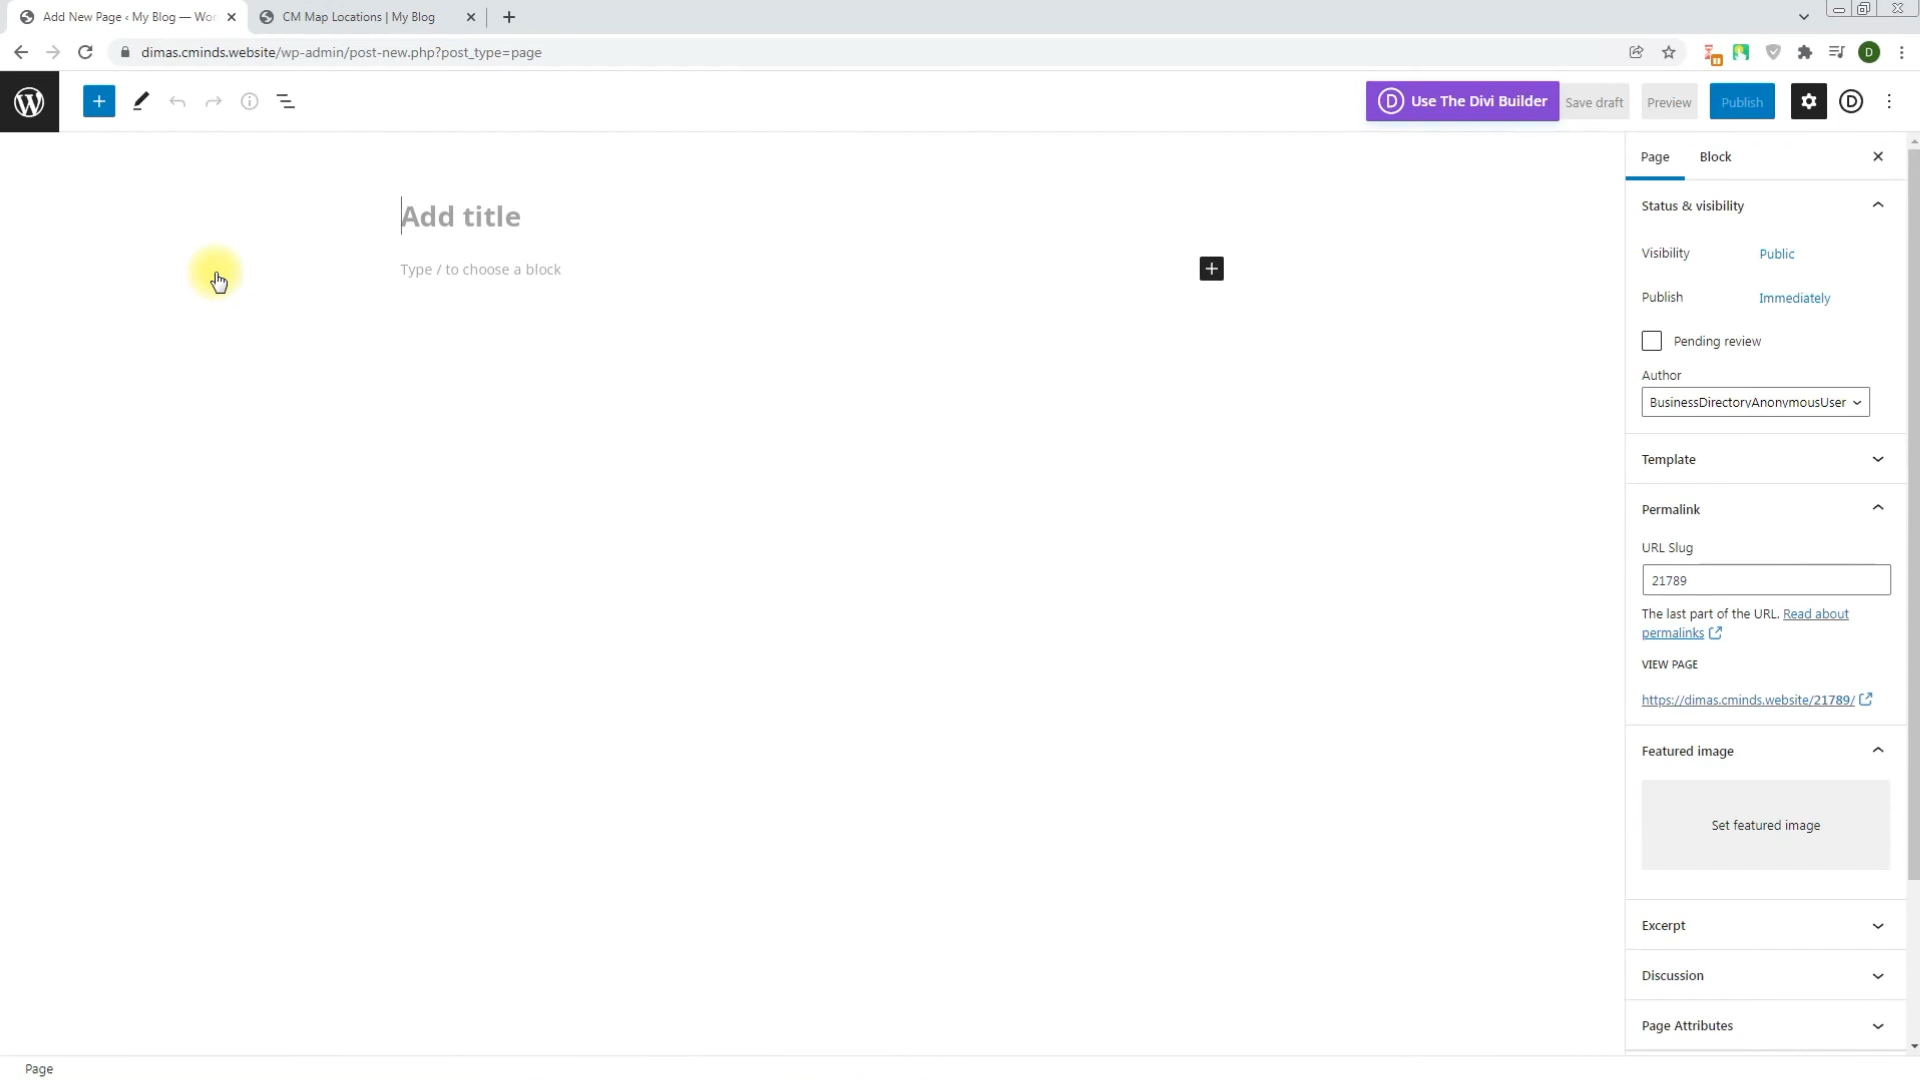 Add New Page ‹ My Blog — Wor
CM Map Locations | My Blog
dimas.cminds.website/wp-admin/post-new.php?post_type=page
D
Use The Divi Builder
Save draft
Preview
Publish
Page
Block
Add title
Type / to choose a block
Status & visibility
Visibility
Public
Publish
Immediately
Pending review
Author
BusinessDirectoryAnonymousUser
Template
Permalink
URL Slug
21789
The last part of the URL. Read about
permalinks
VIEW PAGE
https://dimas.cminds.website/21789/
Featured image
Set featured image
Excerpt
Discussion
Page Attributes
Page